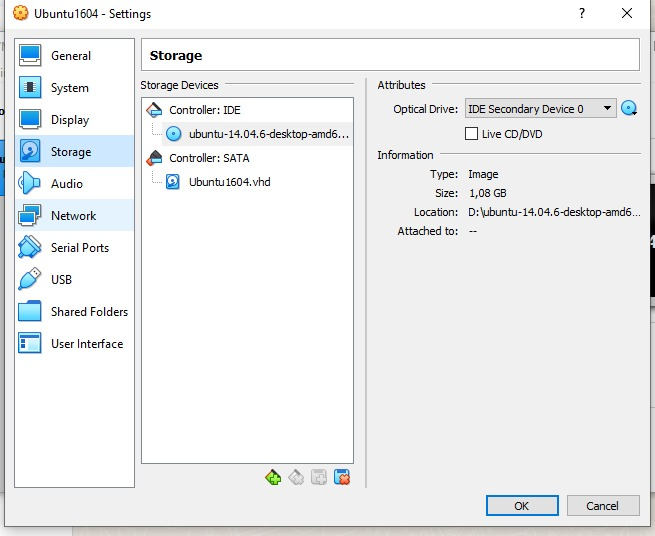 Ubuntu1604 - Settings
General
System
Display
Storage
Audio
Network
Serial Ports
USB
Shared Folders
User Interface
Storage
Storage Devices
Controller: IDE
ubuntu-14.04.6-desktop-amd6...
Controller: SATA
Ubuntu1604.vhd
Attributes
Optical Drive: IDE Secondary Device 0
Live CD/DVD
Information
Type: Image
Size: 1,08 GB
Location: D:\ubuntu-14.04.6-desktop-amd6...
Attached to: --
OK Cancel